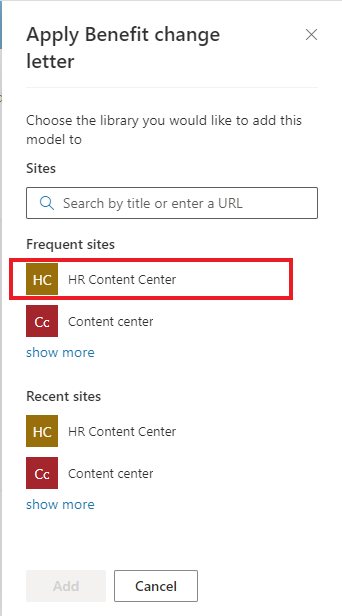 Apply Benefit change
letter
Choose the library you would like to add this
model to
Sites
Search by title or enter a URL
Frequent sites
HC HR Content Center
Cc Content center
show more
Recent sites
HC HR Content Center
Cc Content center
show more
Add Cancel